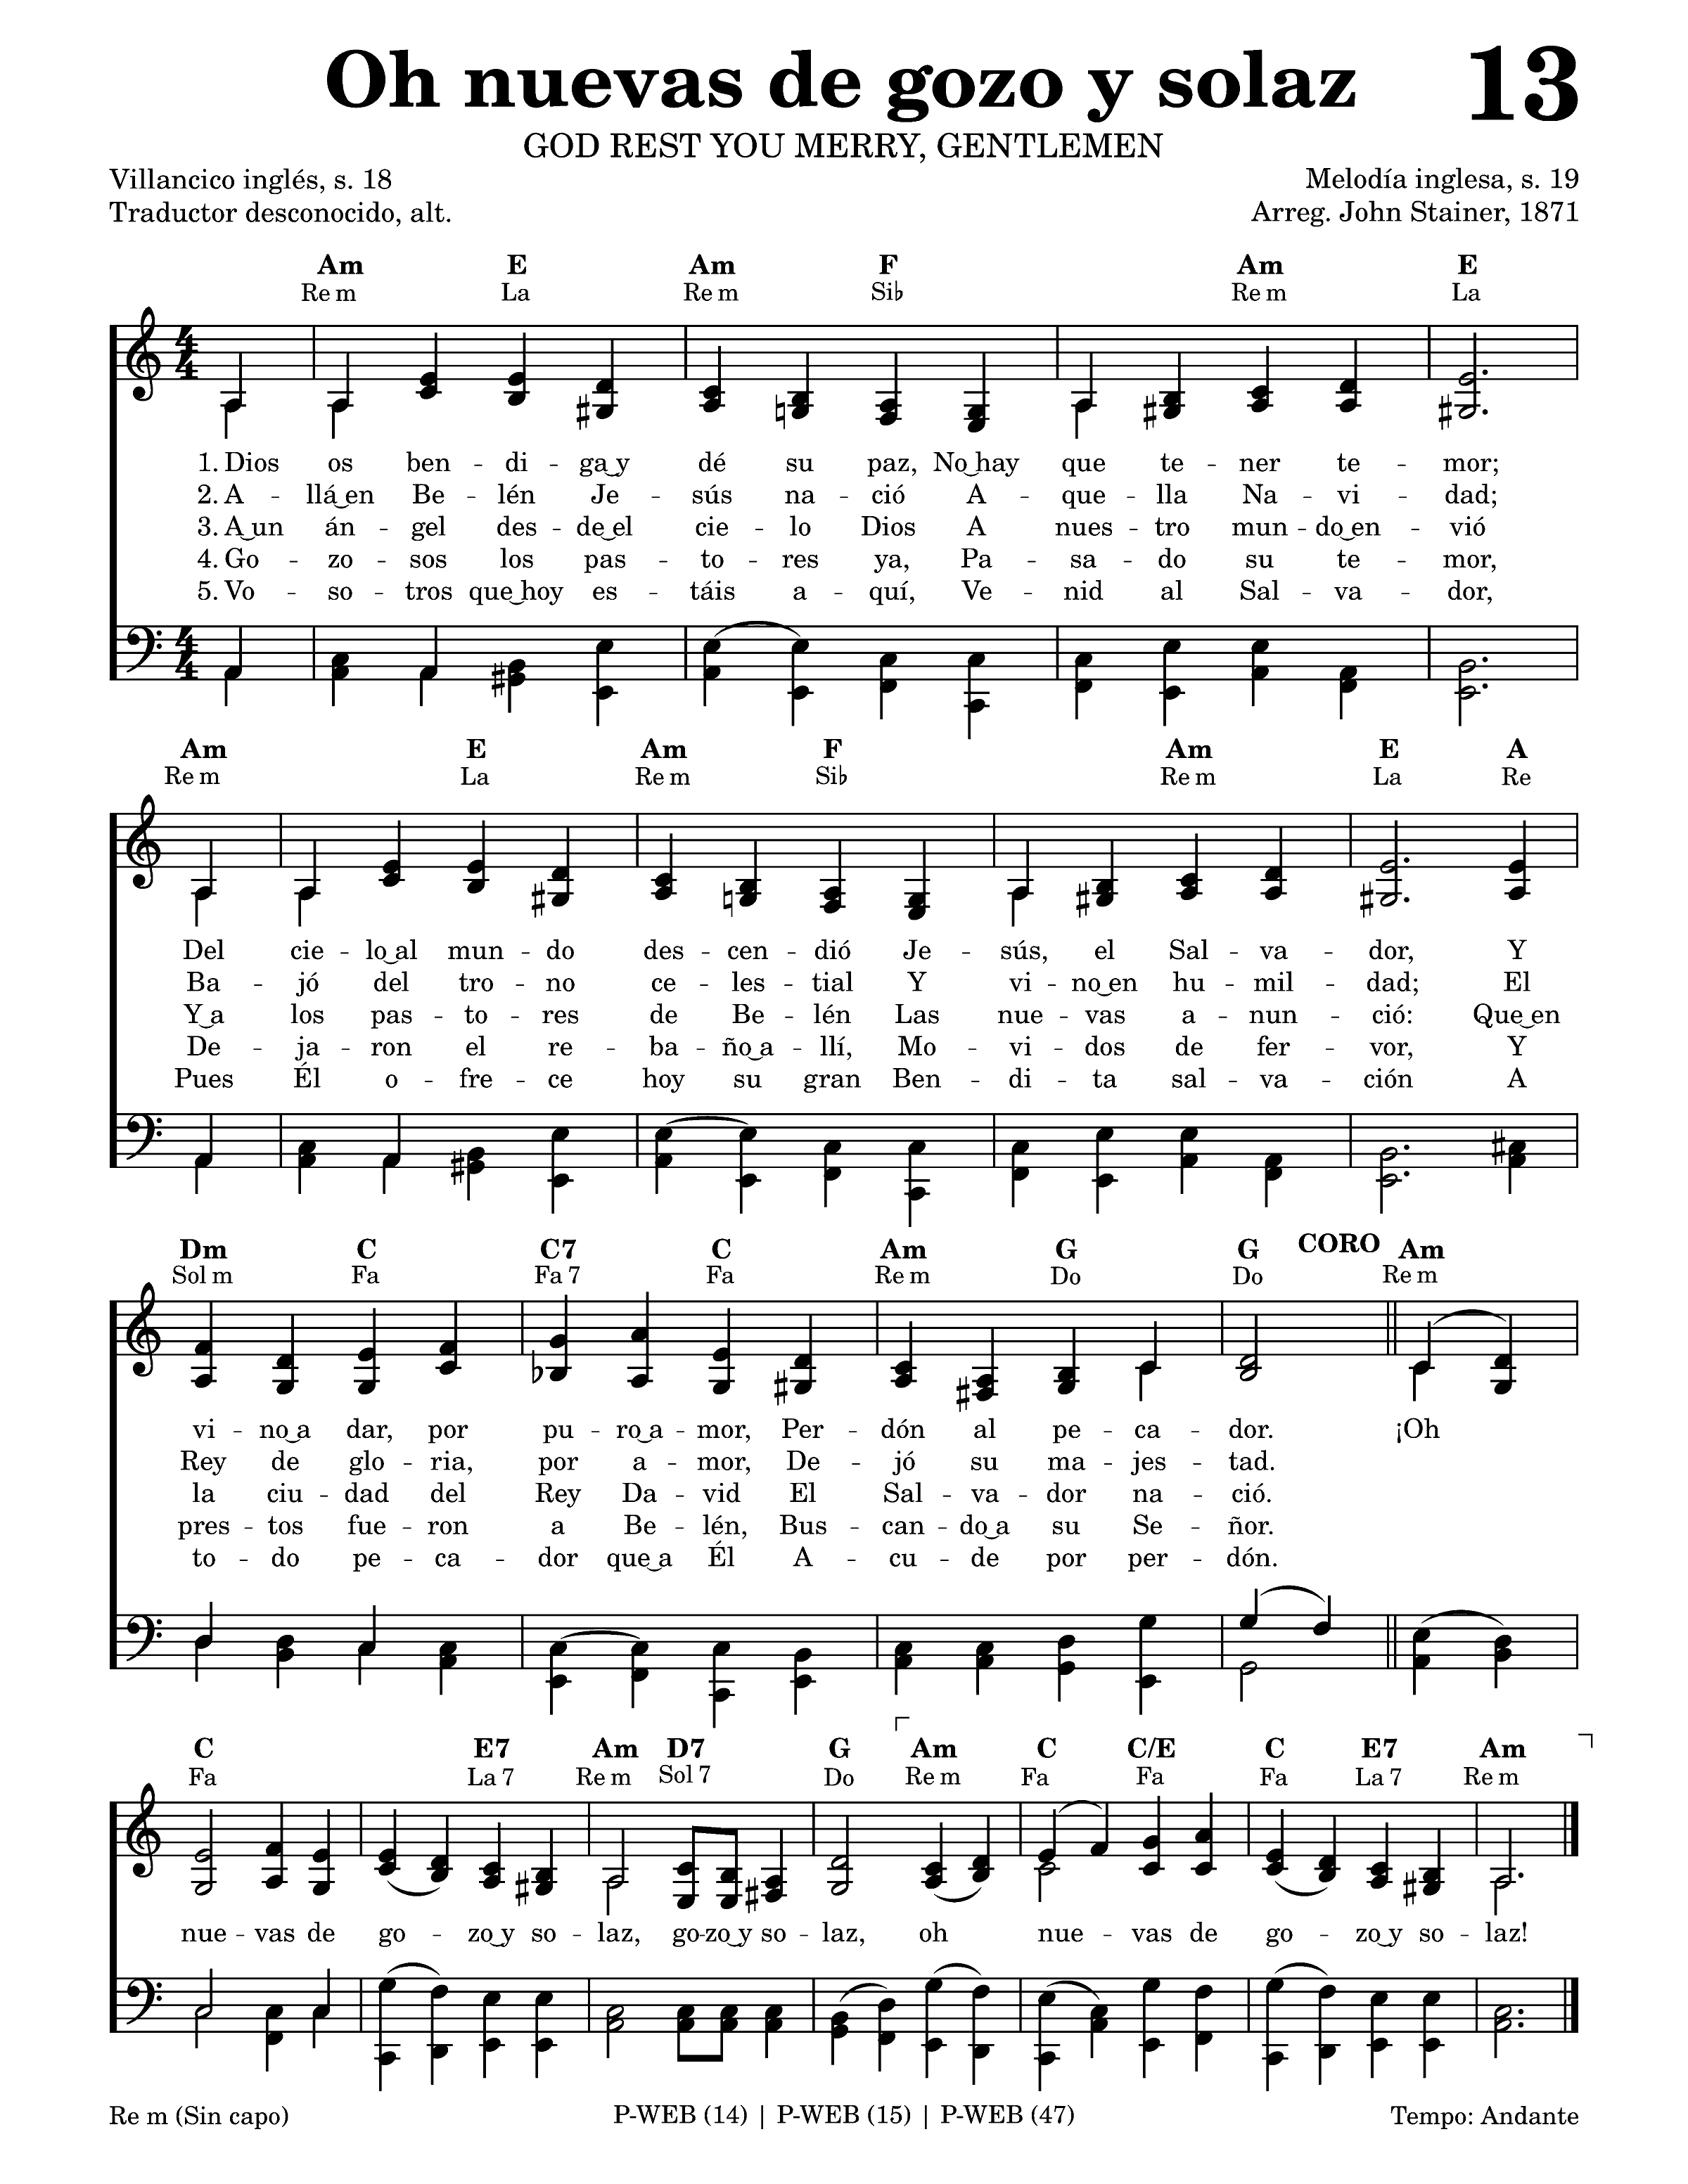 Oh nuevas de gozo y solaz 13
GOD REST YOU MERRY, GENTLEMEN
Villancico inglés, s. 18 Melodía inglesa, s. 19
Traductor desconocido, alt. Arreg. John Stainer, 1871
Am E Am F Am E
Re m La Re m Si♭ Re m La
1. Dios os ben -- di -- ga‿y dé su paz, No‿hay que te -- ner te -- mor;
2. A -- llá‿en Be -- lén Je -- sús na -- ció A -- que -- lla Na -- vi -- dad;
3. A‿un án -- gel des -- de‿el cie -- lo Dios A nues -- tro mun -- do‿en -- vió
4. Go -- zo -- sos los pas -- to -- res ya, Pa -- sa -- do su te -- mor,
5. Vo -- so -- tros que‿hoy es -- táis a -- quí, Ve -- nid al Sal -- va -- dor,
Am E Am F Am E A
Re m La Re m Si♭ Re m La Re
Del cie -- lo‿al mun -- do des -- cen -- dió Je -- sús, el Sal -- va -- dor, Y
Ba -- jó del tro -- no ce -- les -- tial Y vi -- no‿en hu -- mil -- dad; El
Y‿a los pas -- to -- res de Be -- lén Las nue -- vas a -- nun -- ció: Que‿en
De -- ja -- ron el re -- ba -- ño‿a -- llí, Mo -- vi -- dos de fer -- vor, Y
Pues Él o -- fre -- ce hoy su gran Ben -- di -- ta sal -- va -- ción A
Dm C C7 C Am G G CORO Am
Sol m Fa Fa 7 Fa Re m Do Do Re m
vi -- no‿a dar, por pu -- ro‿a -- mor, Per -- dón al pe -- ca -- dor. ¡Oh
Rey de glo -- ria, por a -- mor, De -- jó su ma -- jes -- tad.
la ciu -- dad del Rey Da -- vid El Sal -- va -- dor na -- ció.
pres -- tos fue -- ron a Be -- lén, Bus -- can -- do‿a su Se -- ñor.
to -- do pe -- ca -- dor que‿a Él A -- cu -- de por per -- dón.
C E7 Am D7 G Am C C/E C E7 Am
Fa La 7 Re m Sol 7 Do Re m Fa Fa Fa La 7 Re m
nue -- vas de go -- zo‿y so -- laz, go -- zo‿y so -- laz, oh nue -- vas de go -- zo‿y so -- laz!
Re m (Sin capo) P-WEB (14) | P-WEB (15) | P-WEB (47) Tempo: Andante